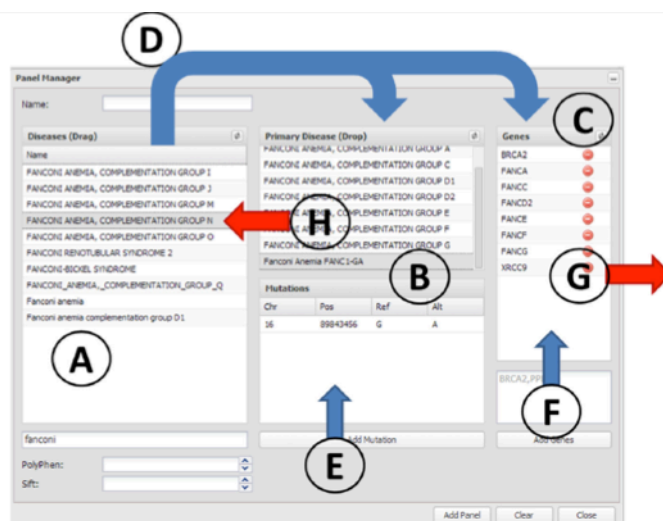 D
Panel Manager
Name:
C
Diseases (Drag)
Primary Disease (Drop)
Genes
Name
FANCONI ANEMIA, COMPLEMENTATION GROUP I
FANCONI ANEMIA, COMPLEMENTATION GROUP J
FANCONI ANEMIA, COMPLEMENTATION GROUP M
FANCONI ANEMIA, COMPLEMENTATION GROUP N
FANCONI ANEMIA, COMPLEMENTATION GROUP O
FANCONI RENOTUBULAR SYNDROME 2
FANCONI-BICKEL SYNDROME
FANCONI_ANEMIA,_COMPLEMENTATION_GROUP_Q
Fanconi anemia
Fanconi anemia complementation group D1
A
fanconi
PolyPhen:
Sift:
FANCONI ANEMIA, COMPLEMENTATION GROUP A
FANCONI ANEMIA, COMPLEMENTATION GROUP C
FANCONI ANEMIA, COMPLEMENTATION GROUP D1
FANCONI ANEMIA, COMPLEMENTATION GROUP D2
FANCONI ANEMIA, COMPLEMENTATION GROUP E
FANCONI ANEMIA, COMPLEMENTATION GROUP F
FANCONI ANEMIA, COMPLEMENTATION GROUP G
Fanconi Anemia FANC1-GA
H
B
Mutations
Chr Pos Ref Alt
16 89843456 G A
Add Mutation
E
BRCA2
FANCA
FANCC
FANCD2
FANCE
FANCF
FANCG
XRCC9
G
F
BRCA2,
Add Genes
Add Panel Clear Close